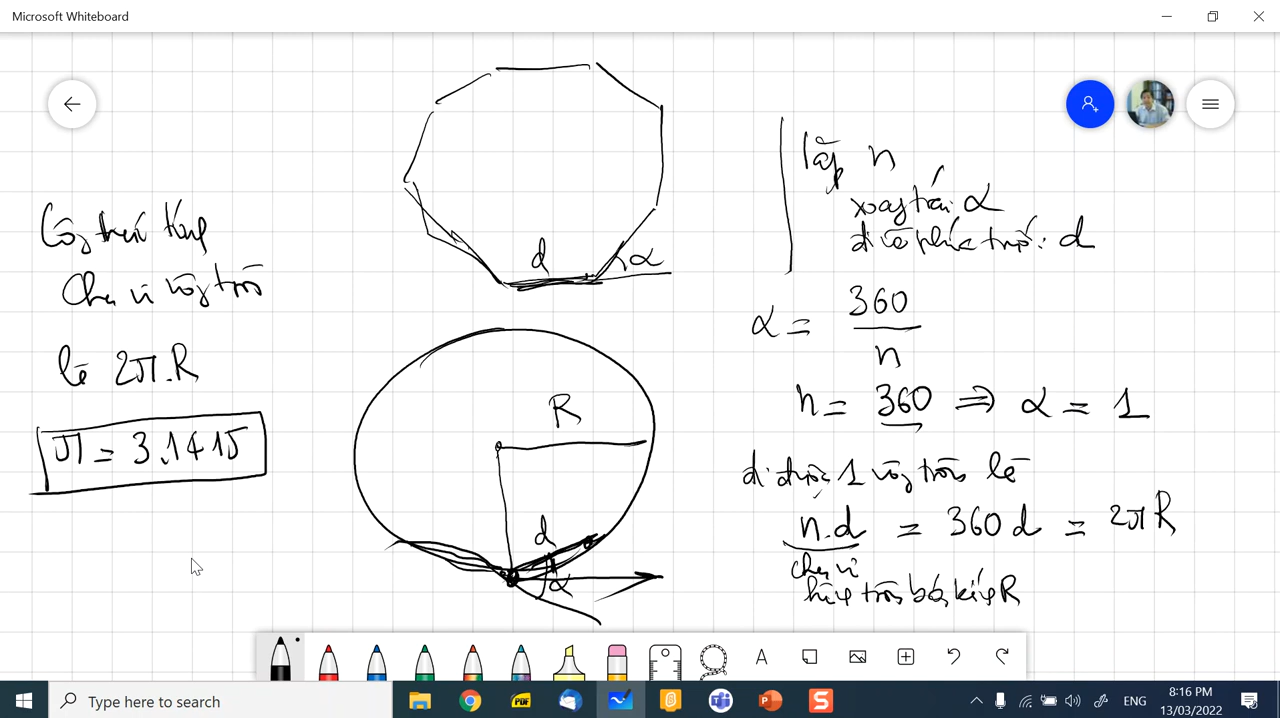 Microsoft Whiteboard
Công thức tính
Chu vi vòng tròn
là 2π.R
π = 3.1415
d
α
R
d
α
lặp n
xoay trái α
đi về phía trước: d
α = 360
n
n = 360 ⇒ α = 1
đi được 1 vòng tròn là
n.d = 360d = 2πR
chu vi
hình tròn bán kính R
A
Type here to search
PDF
ENG
8:16 PM
13/03/2022